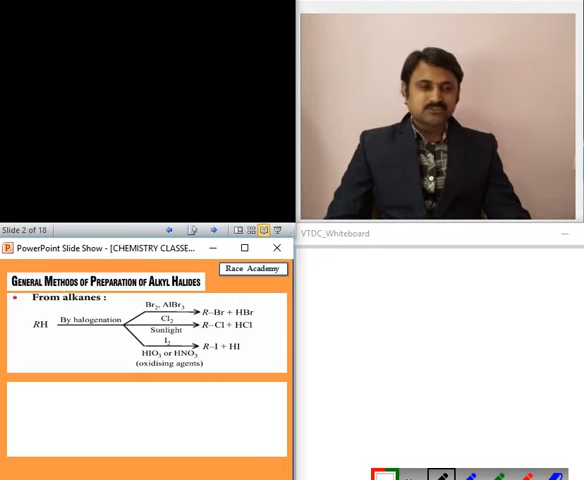 Slide 2 of 18
VTDC_Whiteboard
PowerPoint Slide Show - [CHEMISTRY CLASSE...
Race Academy
GENERAL METHODS OF PREPARATION OF ALKYL HALIDES
• From alkanes :
Br₂, AlBr₃
R–Br + HBr
RH By halogenation Cl₂ R–Cl + HCl
Sunlight
I₂ R–I + HI
HIO₃ or HNO₃
(oxidising agents)